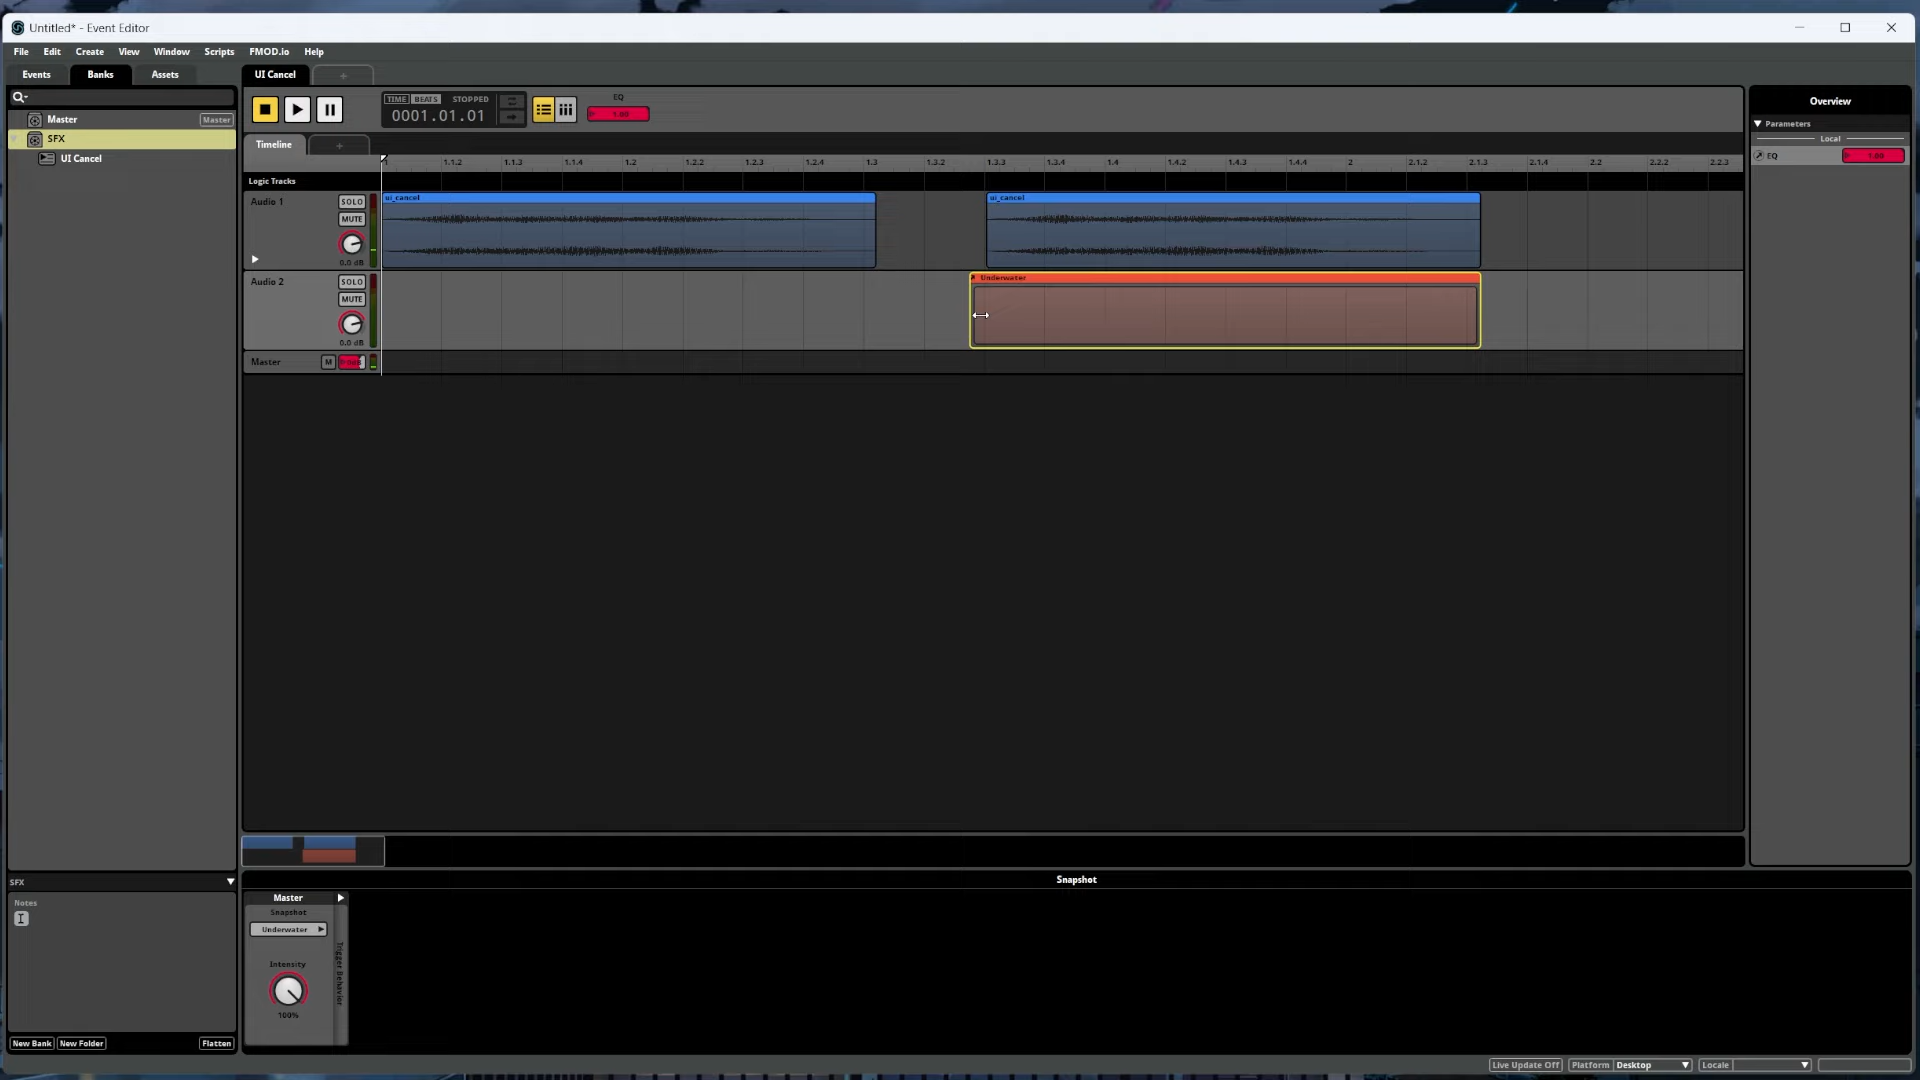 Untitled* - Event Editor
File Edit Create View Window Scripts FMOD.io Help
Events Banks Assets
UI Cancel +
Master Master
SFX
UI Cancel
TIME BEATS STOPPED
0001.01.01
EQ
1.00
Timeline +
1 1.1.2 1.1.3 1.1.4 1.2 1.2.2 1.2.3 1.2.4 1.3 1.3.2 1.3.3 1.3.4 1.4 1.4.2 1.4.3 1.4.4 2 2.1.2 2.1.3 2.1.4 2.2 2.2.2 2.2.3
Logic Tracks
Audio 1 SOLO
MUTE
0.0 dB
ui_cancel ui_cancel
Audio 2 SOLO
MUTE
0.0 dB
Underwater
Master M
Overview
Parameters
Local
EQ 1.00
SFX
Notes
New Bank New Folder Flatten
Snapshot
Master
Snapshot
Underwater
Intensity
100%
Trigger Behavior
Live Update Off Platform Desktop Locale